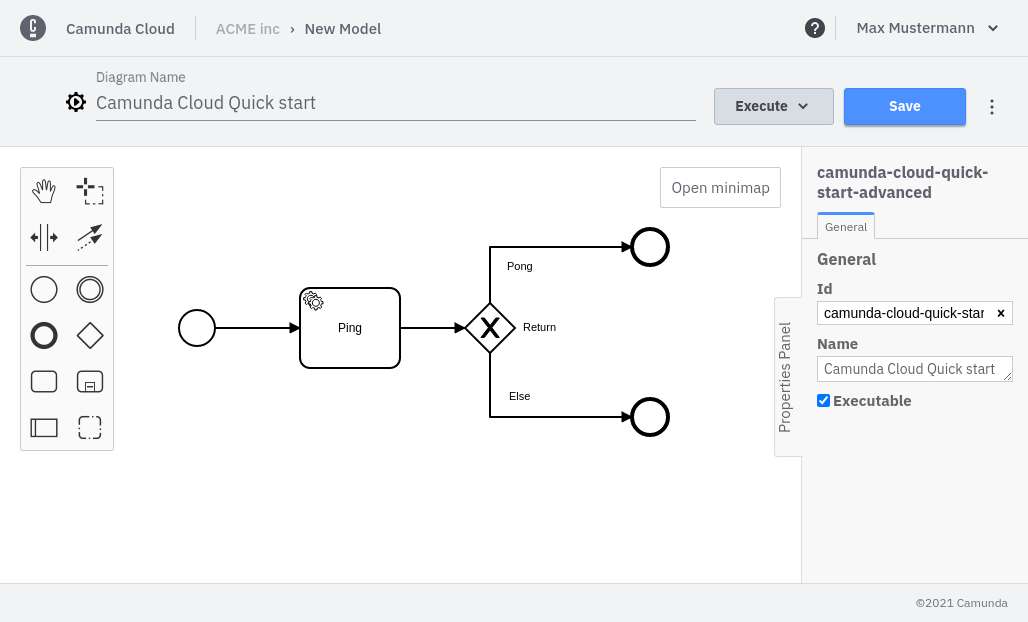 Camunda Cloud
ACME inc › New Model
Max Mustermann
Diagram Name
Camunda Cloud Quick start
Execute
Save
Open minimap
Pong
Ping
Return
Else
Properties Panel
camunda-cloud-quick-
start-advanced
General
General
Id
camunda-cloud-quick-star
Name
Camunda Cloud Quick start
Executable
©2021 Camunda